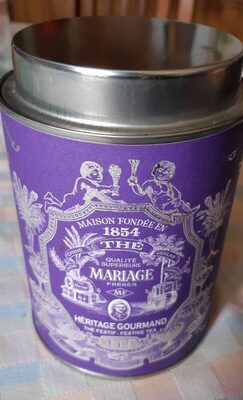 MAISON FONDÉE EN
1854
THÉ
QUALITÉ
SUPÉRIEURE
MARIAGE
FRÈRES
MF
HÉRITAGE GOURMAND
THÉ FESTIF - FESTIVE TEA